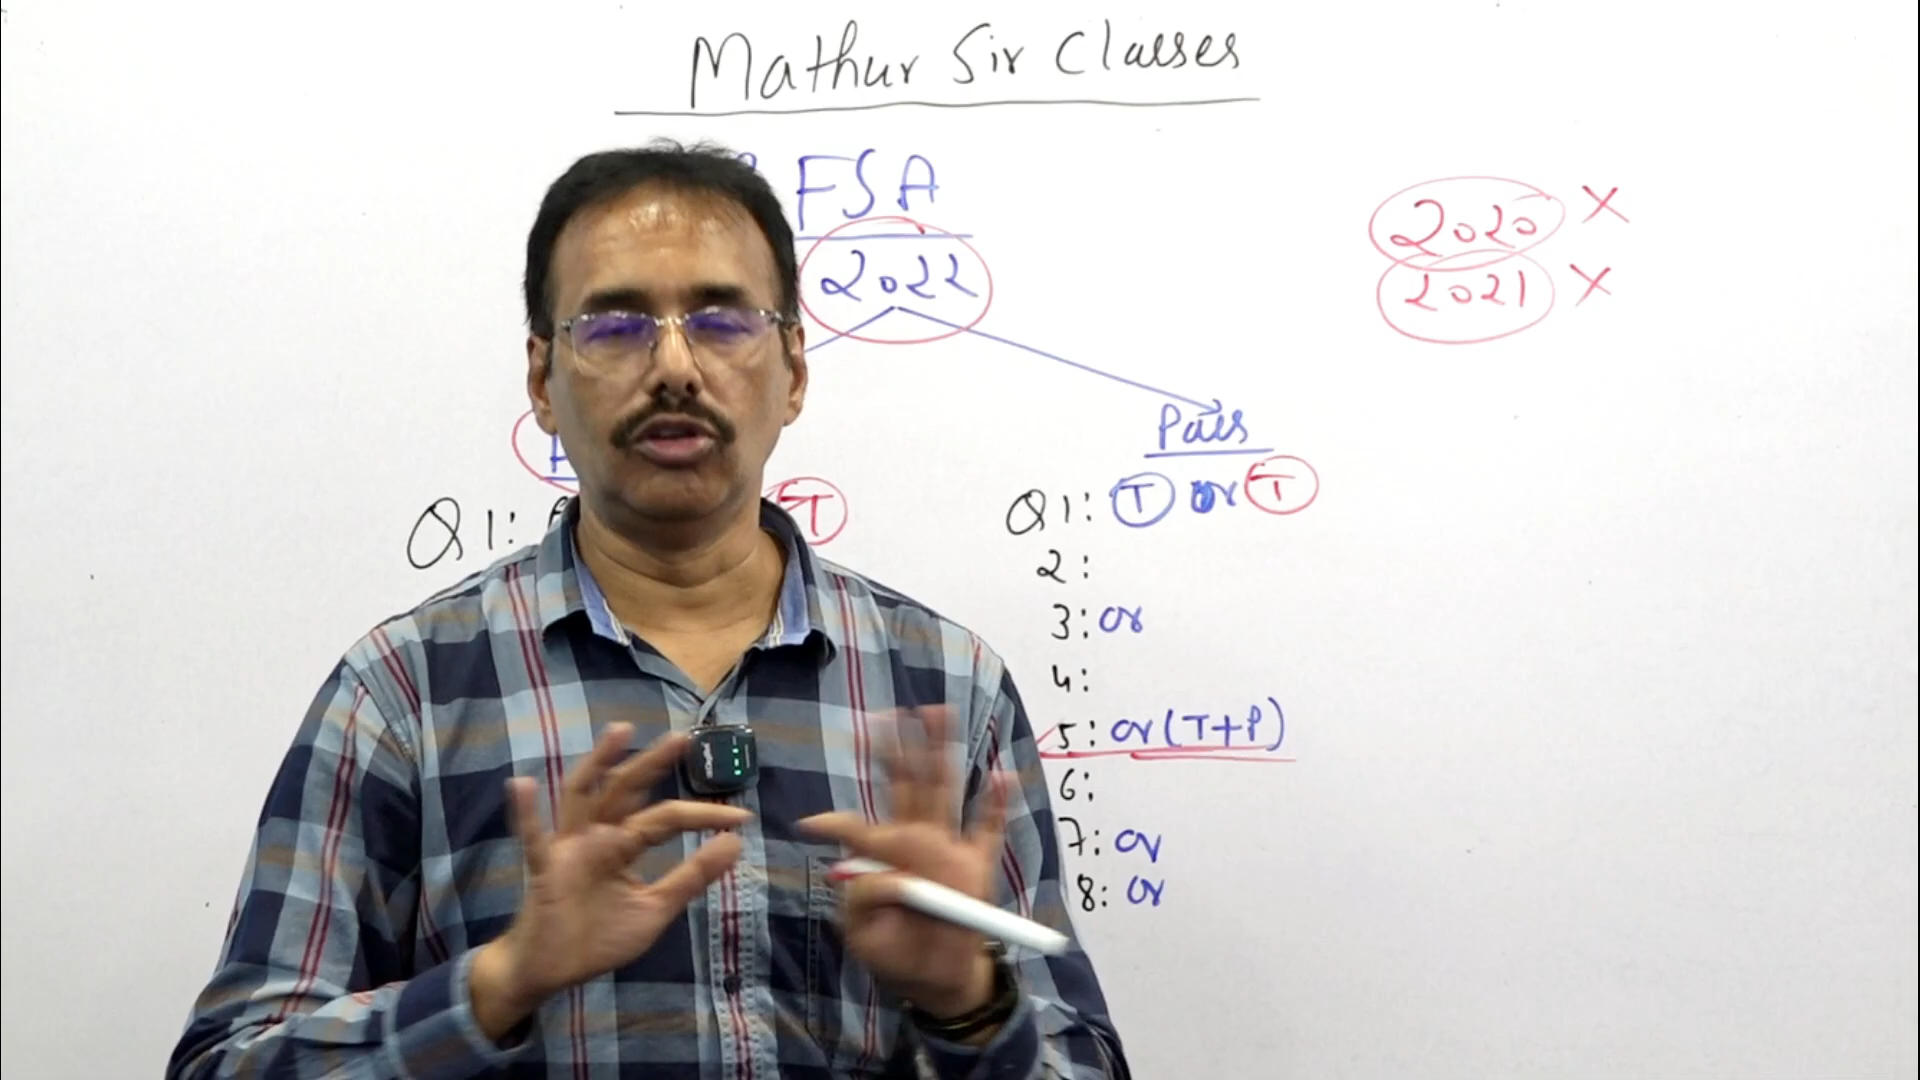 Mathur Sir Classes
FSA
2022
2020 X
2021 X
Pass
Q1: T
Q1: T or T
2:
3: or
4:
5: or (T+P)
6:
7: or
8: or